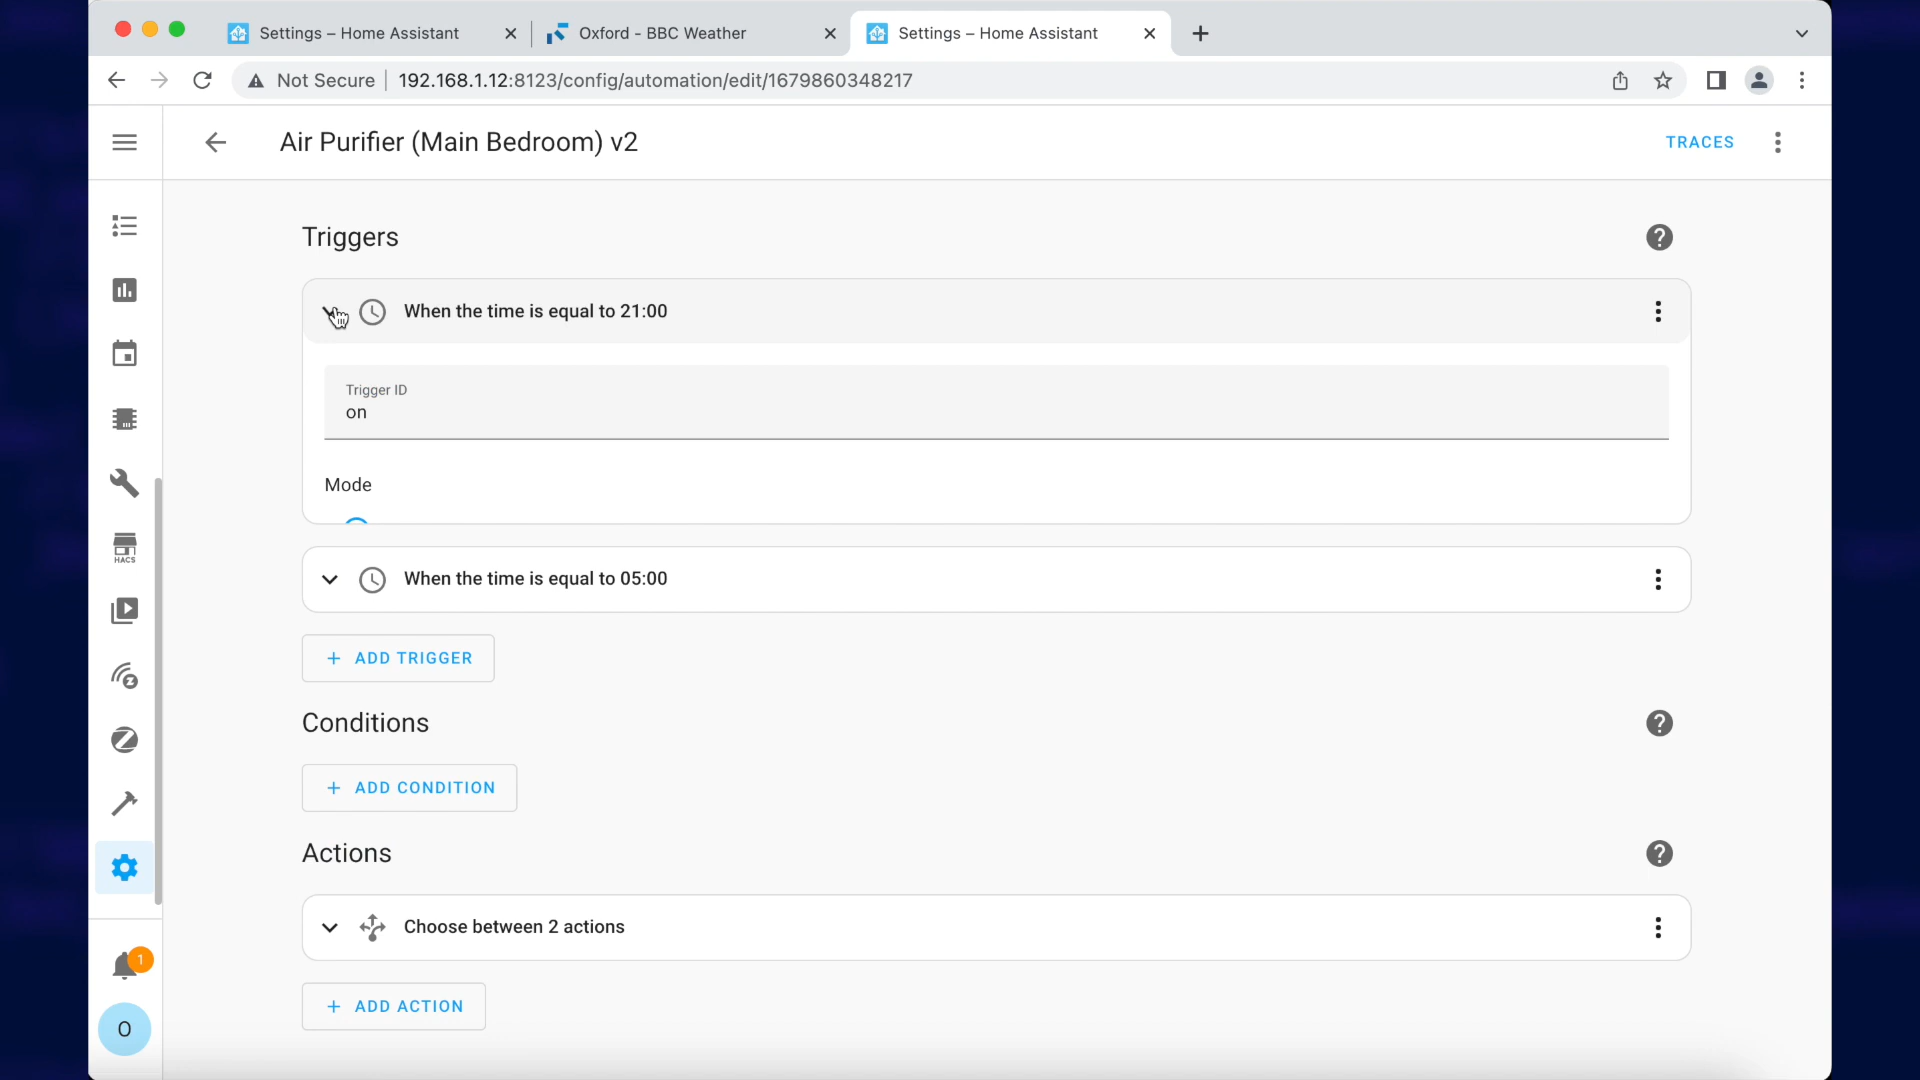 Settings – Home Assistant
Oxford - BBC Weather
Settings – Home Assistant
Not Secure
192.168.1.12:8123/config/automation/edit/1679860348217
Air Purifier (Main Bedroom) v2
TRACES
Triggers
When the time is equal to 21:00
Trigger ID
on
Mode
When the time is equal to 05:00
ADD TRIGGER
HACS
Conditions
ADD CONDITION
Actions
Choose between 2 actions
1
ADD ACTION
O